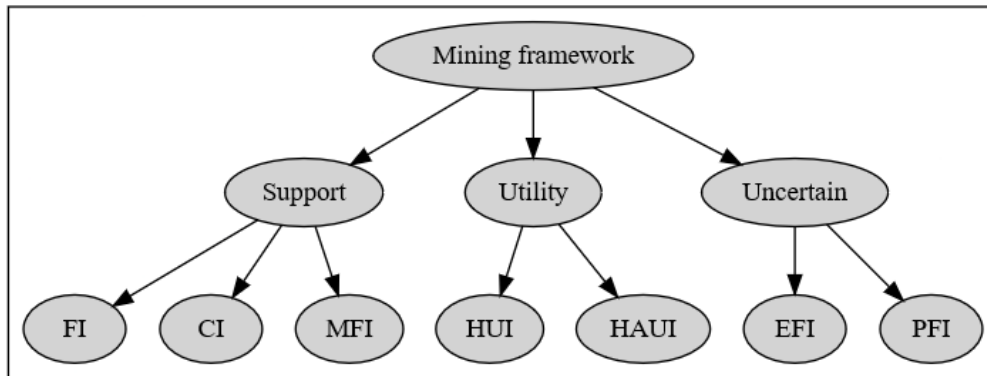 Mining framework
Support
Utility
Uncertain
FI
CI
MFI
HUI
HAUI
EFI
PFI